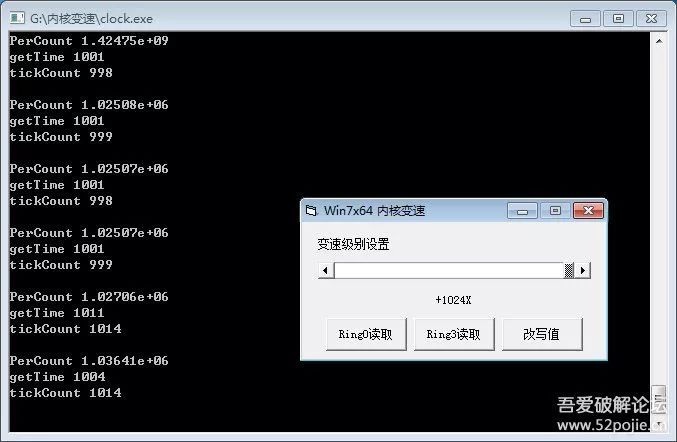 G:\内核变速\clock.exe
PerCount 1.42475e+09
getTime 1001
tickCount 998
PerCount 1.02508e+06
getTime 1001
tickCount 999
PerCount 1.02507e+06
getTime 1001
tickCount 998
PerCount 1.02507e+06
getTime 1001
tickCount 999
PerCount 1.02706e+06
getTime 1011
tickCount 1014
PerCount 1.03641e+06
getTime 1004
tickCount 1014
Win7x64 内核变速
变速级别设置
+1024X
Ring0读取 Ring3读取 改写值
吾爱破解论坛
www.52pojie.cn